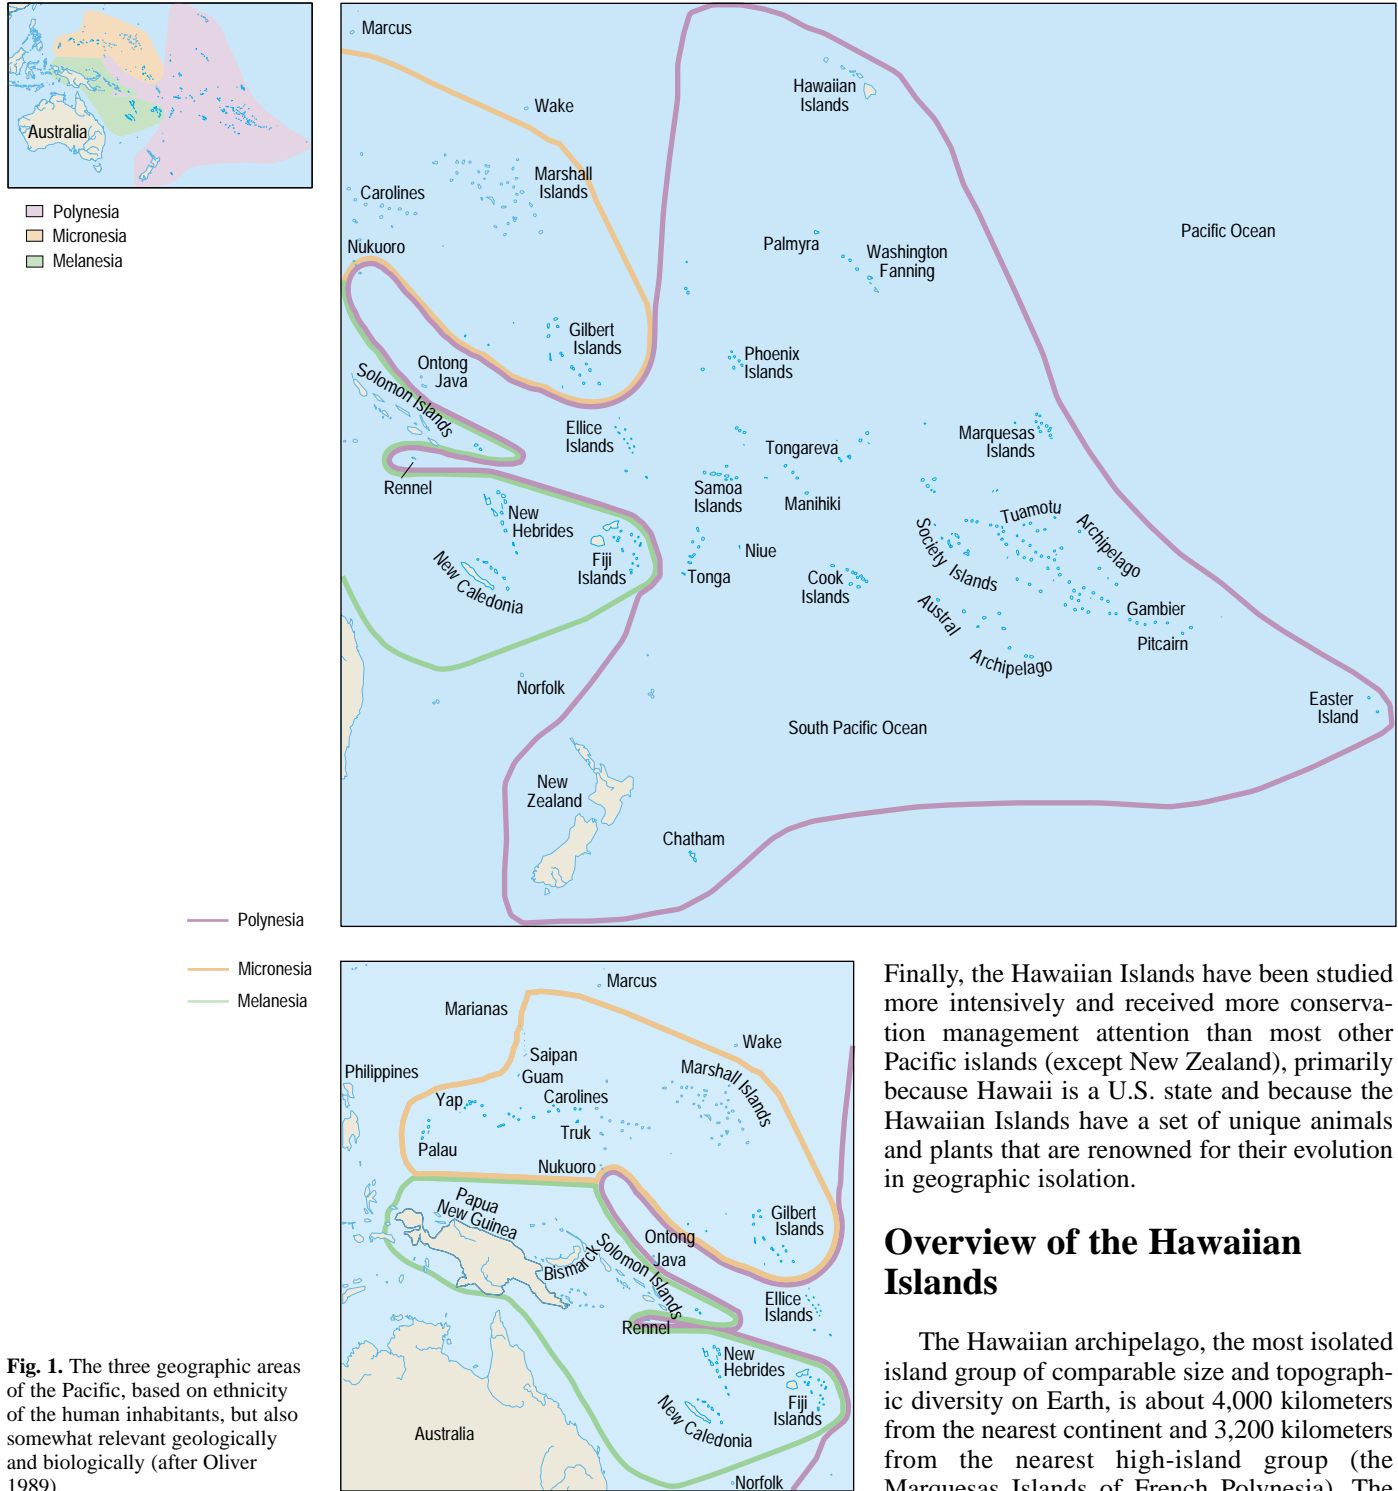 Australia
Polynesia
Micronesia
Melanesia
Marcus
Wake
Hawaiian
Islands
Marshall
Islands
Carolines
Nukuoro
Palmyra
Washington
Fanning
Pacific Ocean
Gilbert
Islands
Ontong
Java
Solomon Islands
Phoenix
Islands
Ellice
Islands
Tongareva
Marquesas
Islands
Rennel
Samoa
Islands
Manihiki
New
Hebrides
Fiji
Islands
New Caledonia
Niue
Tonga
Cook
Islands
Society Islands
Tuamotu
Archipelago
Austral
Archipelago
Gambier
Pitcairn
Norfolk
Easter
Island
South Pacific Ocean
New
Zealand
Chatham
Polynesia
Micronesia
Melanesia
Marcus
Marianas
Wake
Saipan
Guam
Philippines
Marshall Islands
Yap
Carolines
Truk
Palau
Nukuoro
Papua
New Guinea
Gilbert
Islands
Ontong
Java
Bismarck
Solomon Islands
Ellice
Islands
Rennel
New
Hebrides
Fiji
Islands
New Caledonia
Australia
Norfolk
Fig. 1. The three geographic areas
of the Pacific, based on ethnicity
of the human inhabitants, but also
somewhat relevant geologically
and biologically (after Oliver
1989)
Finally, the Hawaiian Islands have been studied
more intensively and received more conserva-
tion management attention than most other
Pacific islands (except New Zealand), primarily
because Hawaii is a U.S. state and because the
Hawaiian Islands have a set of unique animals
and plants that are renowned for their evolution
in geographic isolation.
Overview of the Hawaiian
Islands
The Hawaiian archipelago, the most isolated
island group of comparable size and topograph-
ic diversity on Earth, is about 4,000 kilometers
from the nearest continent and 3,200 kilometers
from the nearest high-island group (the
Marquesas Islands of French Polynesia). The